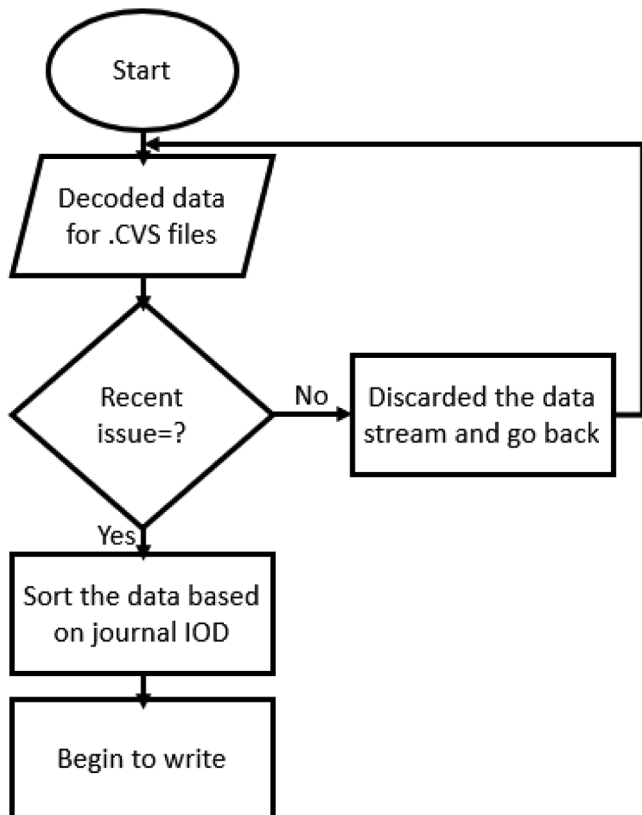 Start
Decoded data
for .CVS files
Recent
issue=?
No
Discarded the data
stream and go back
Yes
Sort the data based
on journal IOD
Begin to write